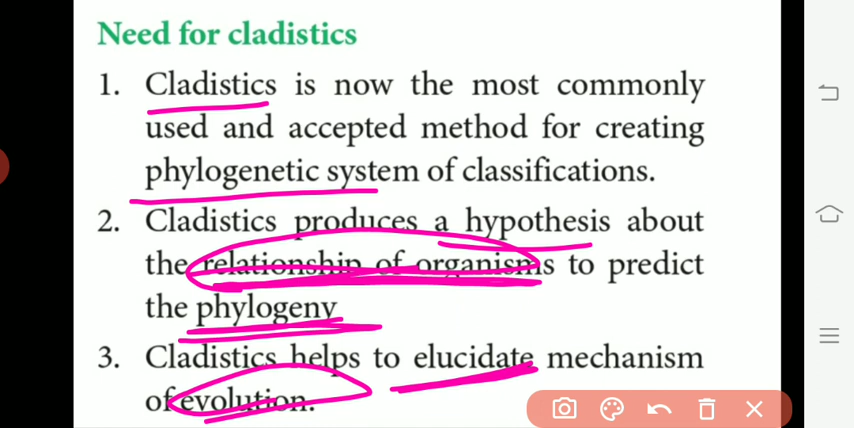 Need for cladistics
1. Cladistics is now the most commonly
used and accepted method for creating
phylogenetic system of classifications.
2. Cladistics produces a hypothesis about
the relationship of organisms to predict
the phylogeny
3. Cladistics helps to elucidate mechanism
of evolution.